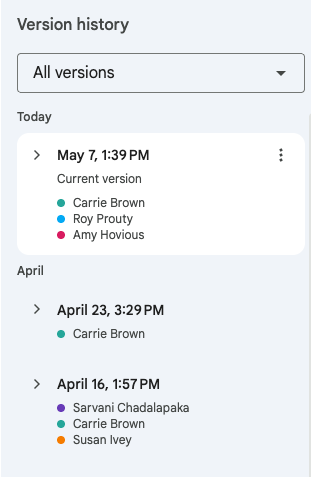 Version history
All versions
Today
May 7, 1:39 PM
Current version
Carrie Brown
Roy Prouty
Amy Hovious
April
April 23, 3:29 PM
Carrie Brown
April 16, 1:57 PM
Sarvani Chadalapaka
Carrie Brown
Susan Ivey